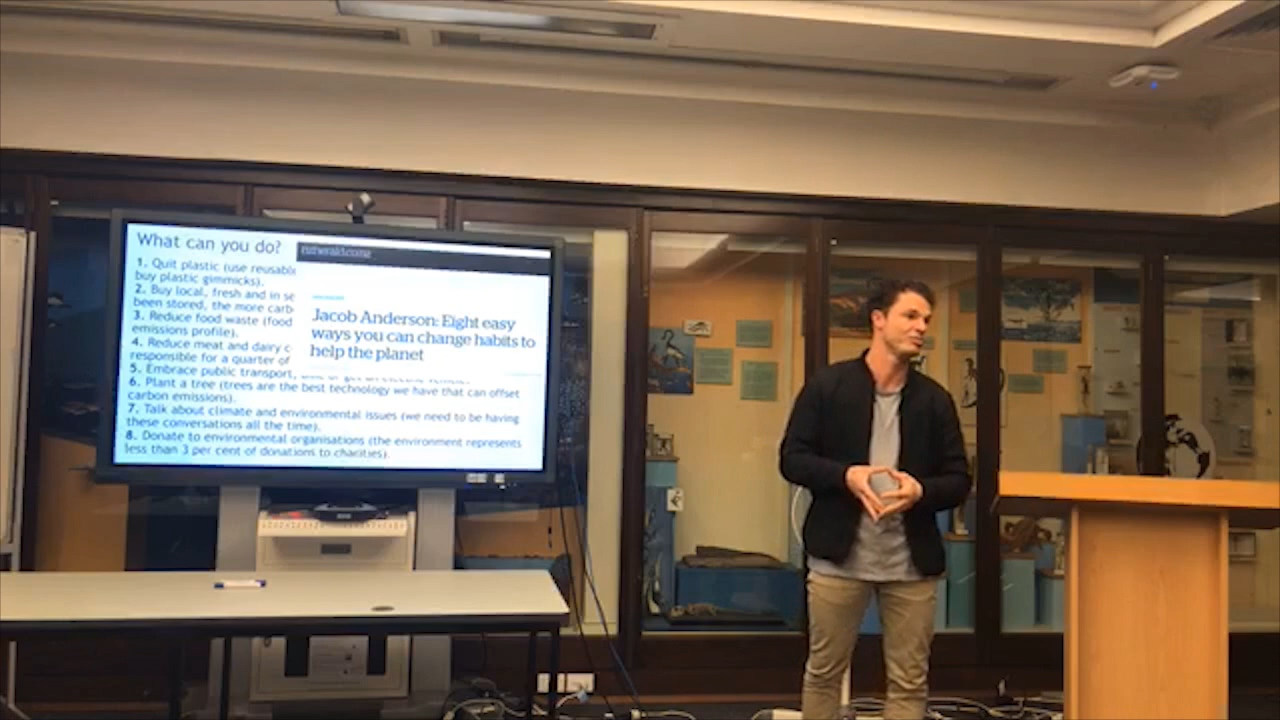 What can you do?
1. Quit plastic (use reusable
buy plastic gimmicks).
2. Buy local, fresh and in se
been stored, the more carb
3. Reduce food waste (food
emissions profile).
4. Reduce meat and dairy c
responsible for a quarter of
5. Embrace public transport,
6. Plant a tree (trees are the best technology we have that can offset
carbon emissions).
7. Talk about climate and environmental issues (we need to be having
these conversations all the time).
8. Donate to environmental organisations (the environment represents
less than 3 per cent of donations to charities).
Jacob Anderson: Eight easy
ways you can change habits to
help the planet